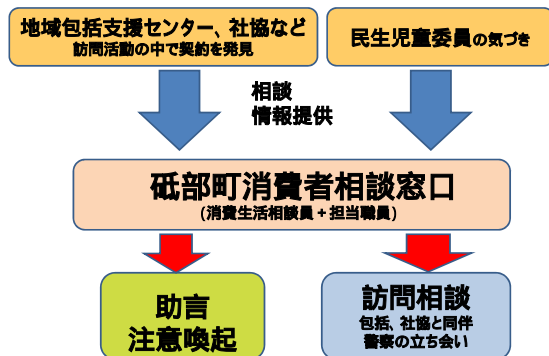 地域包括支援センター、社協など
訪問活動の中で契約を発見
民生児童委員の気づき
相談
情報提供
砥部町消費者相談窓口
(消費生活相談員+担当職員)
助言
注意喚起
訪問相談
包括、社協と同伴
警察の立ち会い